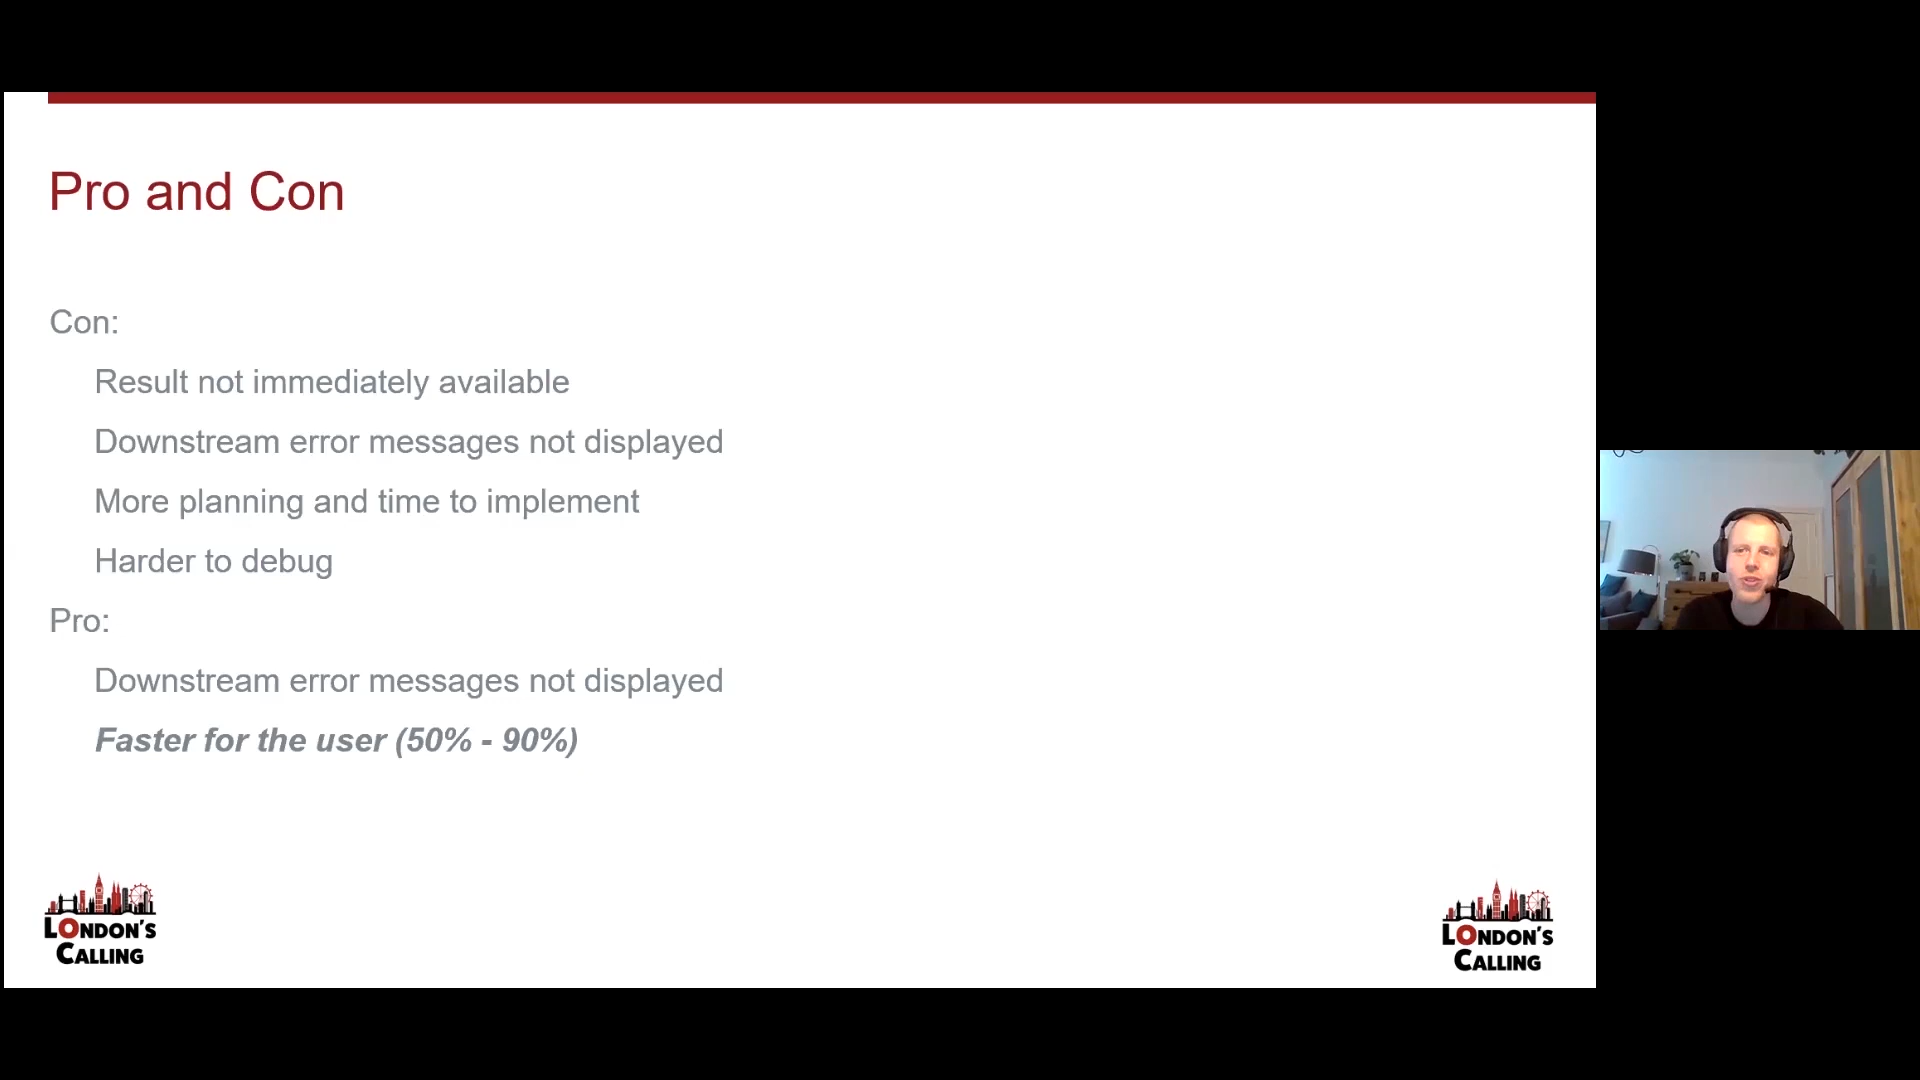 Pro and Con
Con:
Result not immediately available
Downstream error messages not displayed
More planning and time to implement
Harder to debug
Pro:
Downstream error messages not displayed
Faster for the user (50% - 90%)
LONDON'S
CALLING
LONDON'S
CALLING